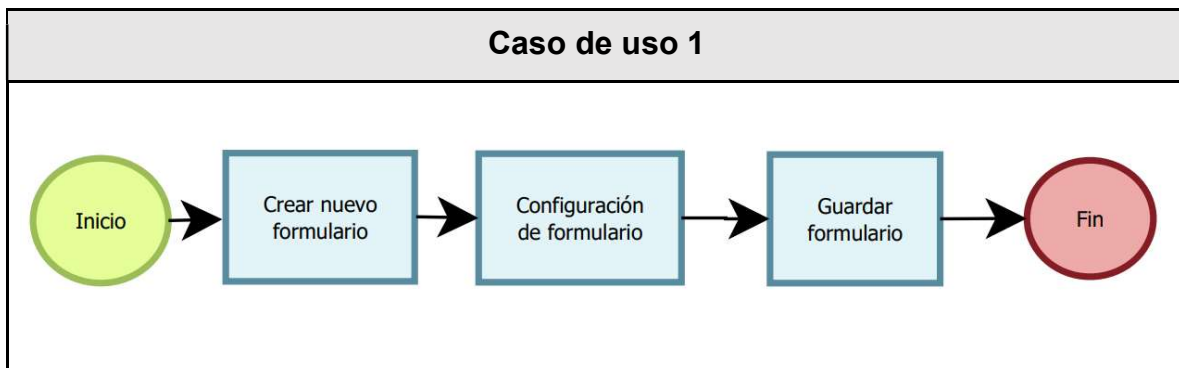 Caso de uso 1
Inicio
Crear nuevo
formulario
Configuración
de formulario
Guardar
formulario
Fin